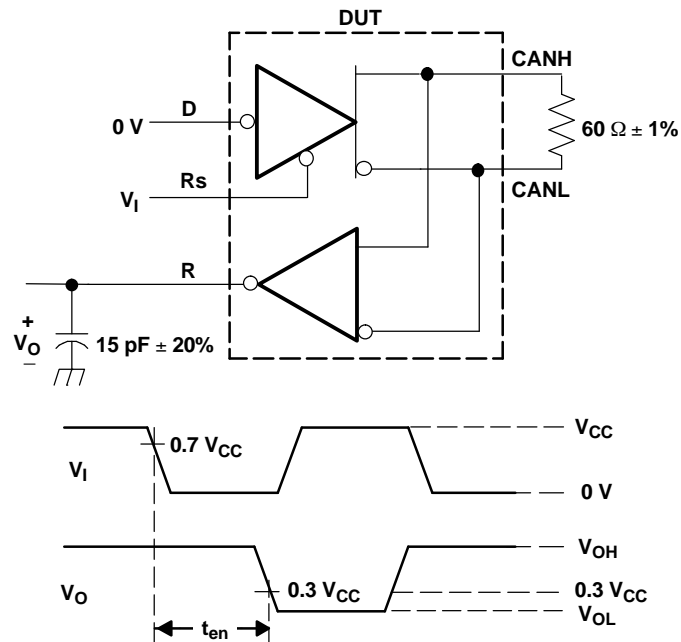 DUT
CANH
D
0 V
60 Ω ± 1%
Rs
V_I
CANL
R
+
V_O
–
15 pF ± 20%
V_CC
0.7 V_CC
V_I
0 V
V_OH
V_O
0.3 V_CC
0.3 V_CC
V_OL
t_en